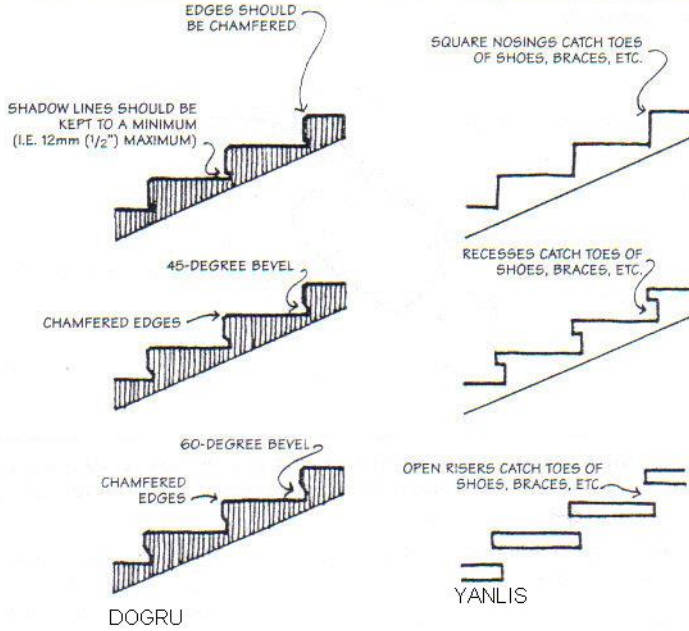 EDGES SHOULD
BE CHAMFERED
SHADOW LINES SHOULD BE
KEPT TO A MINIMUM
(I.E. 12mm (1/2") MAXIMUM)
45-DEGREE BEVEL
CHAMFERED EDGES
60-DEGREE BEVEL
CHAMFERED
EDGES
DOGRU
SQUARE NOSINGS CATCH TOES
OF SHOES, BRACES, ETC.
RECESSES CATCH TOES OF
SHOES, BRACES, ETC.
OPEN RISERS CATCH TOES OF
SHOES, BRACES, ETC.
YANLIS